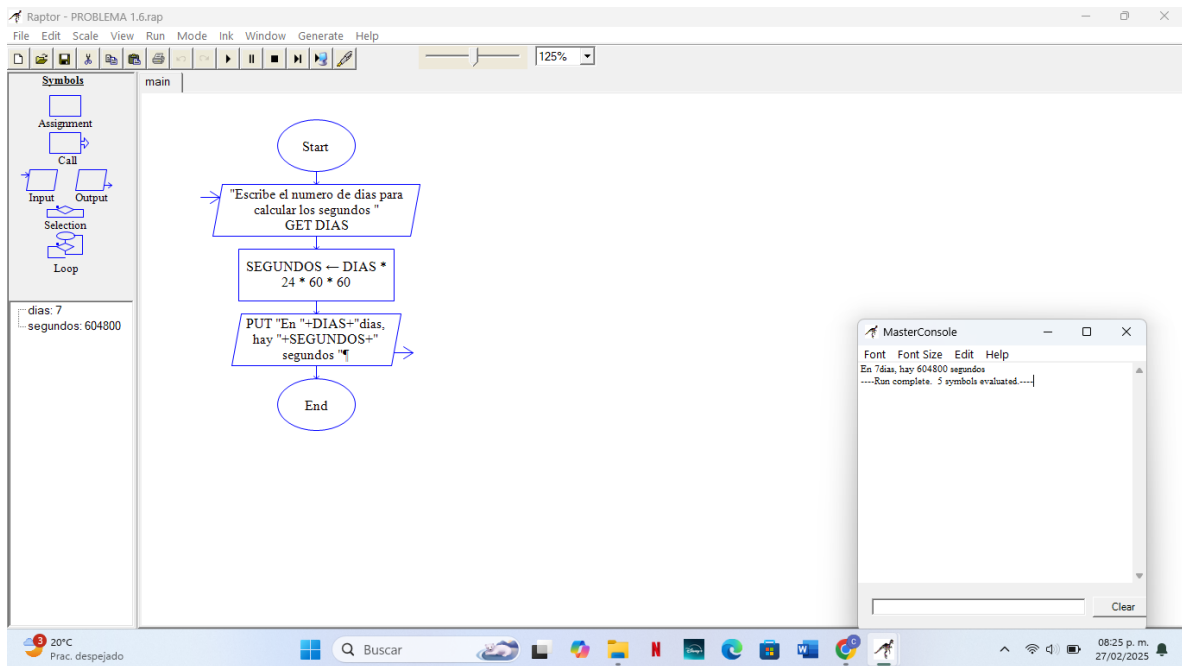 Raptor - PROBLEMA 1.6.rap
File Edit Scale View Run Mode Ink Window Generate Help
125%
Symbols
main
Assignment
Call
Input Output
Selection
Loop
Start
"Escribe el numero de dias para
calcular los segundos "
GET DIAS
SEGUNDOS ← DIAS *
24 * 60 * 60
PUT "En "+DIAS+"dias,
hay "+SEGUNDOS+"
segundos "¶
End
dias: 7
segundos: 604800
MasterConsole
Font Font Size Edit Help
En 7dias, hay 604800 segundos
----Run complete. 5 symbols evaluated.----
Clear
3
20°C
Prac. despejado
Buscar
08:25 p. m.
27/02/2025